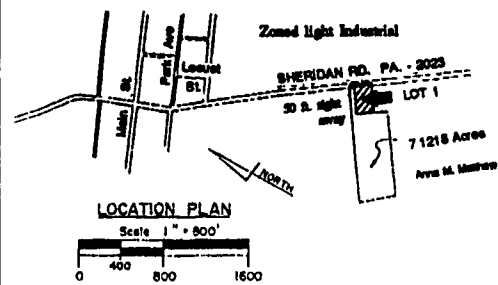 Zoned light Industrial
Park Ave
Locust
St.
Main St.
SHERIDAN RD. PA. - 2023
50 ft. right
away
LOT 1
7 1218 Acres
Anna M. Matthew
NORTH
LOCATION PLAN
Scale 1" = 800'
0 400 800 1600